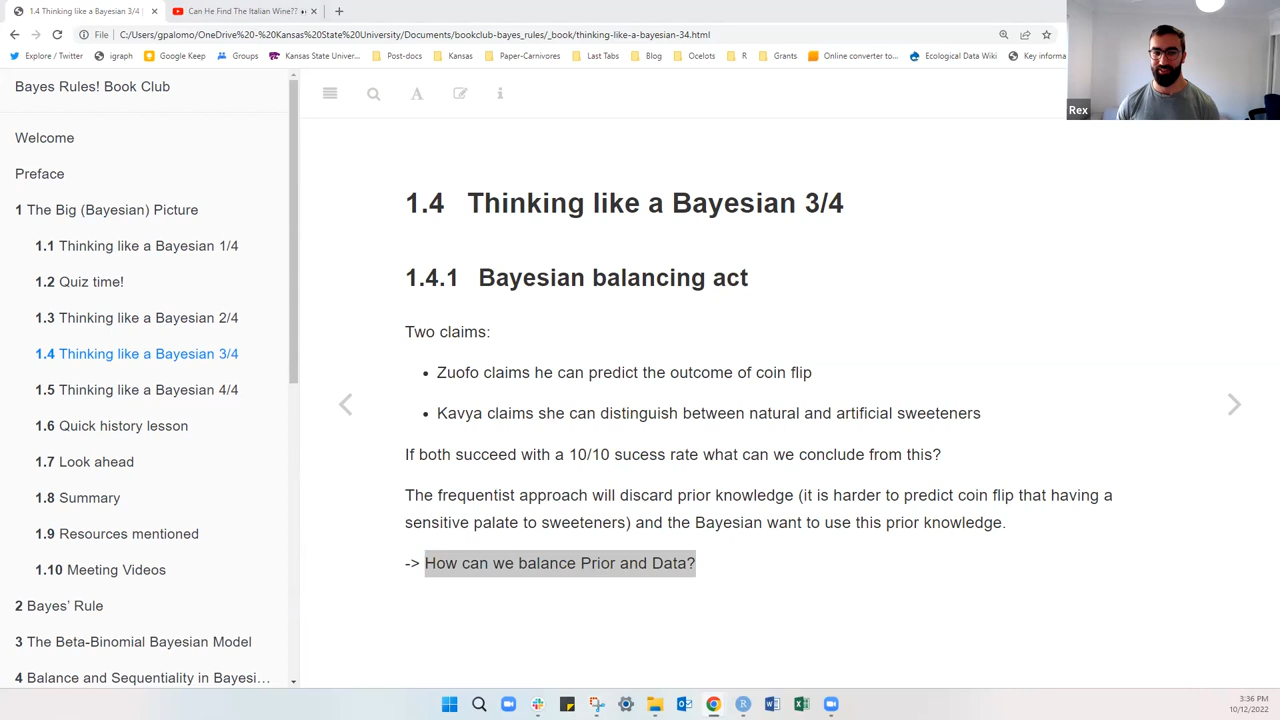 1.4 Thinking like a Bayesian 3/4
Can He Find The Italian Wine??
File
C:/Users/gpalomo/OneDrive%20-%20Kansas%20State%20University/Documents/bookclub-bayes_rules/_book/thinking-like-a-bayesian-34.html
Explore / Twitter
igraph
Google Keep
Groups
Kansas State Univer...
Post-docs
Kansas
Paper-Carnivores
Last Tabs
Blog
Ocelots
R
Grants
Online converter to...
Ecological Data Wiki
Key informa
Rex
Bayes Rules! Book Club
Welcome
Preface
1 The Big (Bayesian) Picture
1.1 Thinking like a Bayesian 1/4
1.2 Quiz time!
1.3 Thinking like a Bayesian 2/4
1.4 Thinking like a Bayesian 3/4
1.5 Thinking like a Bayesian 4/4
1.6 Quick history lesson
1.7 Look ahead
1.8 Summary
1.9 Resources mentioned
1.10 Meeting Videos
2 Bayes' Rule
3 The Beta-Binomial Bayesian Model
4 Balance and Sequentiality in Bayesi...
1.4 Thinking like a Bayesian 3/4
1.4.1 Bayesian balancing act
Two claims:
• Zuofo claims he can predict the outcome of coin flip
• Kavya claims she can distinguish between natural and artificial sweeteners
If both succeed with a 10/10 sucess rate what can we conclude from this?
The frequentist approach will discard prior knowledge (it is harder to predict coin flip that having a
sensitive palate to sweeteners) and the Bayesian want to use this prior knowledge.
-> How can we balance Prior and Data?
3:36 PM
10/12/2022